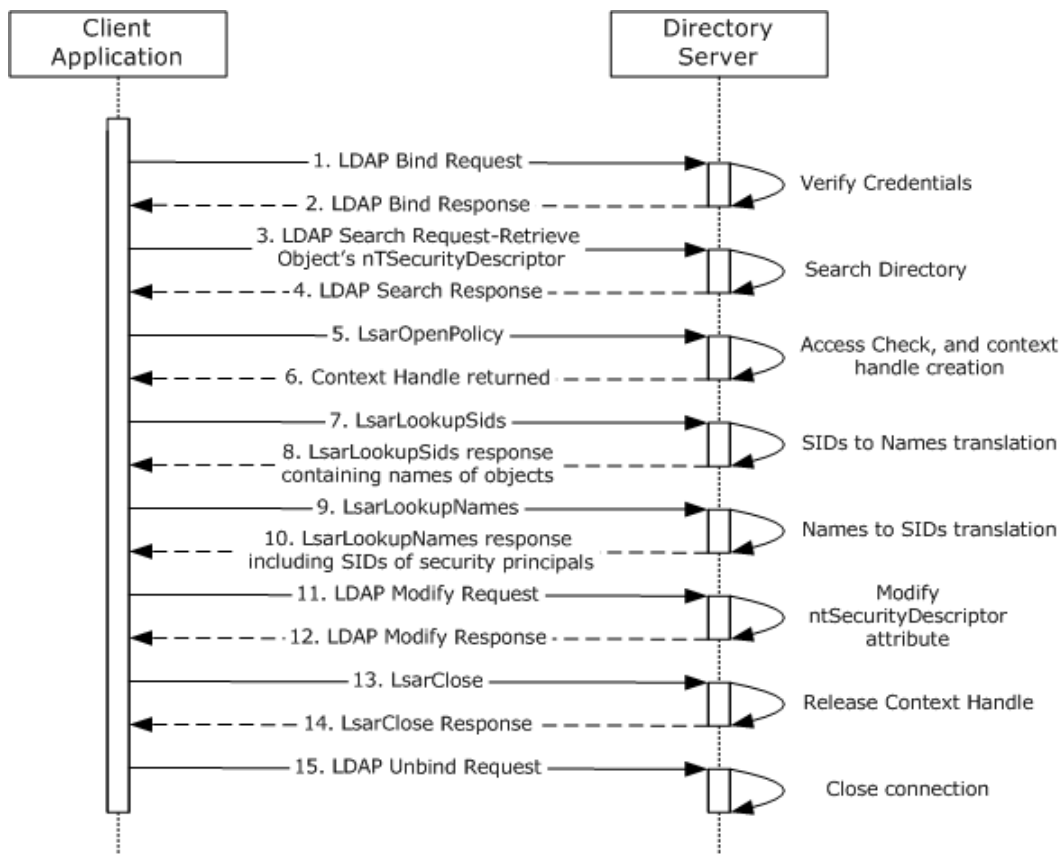 Client
Application
Directory
Server
1. LDAP Bind Request
Verify Credentials
2. LDAP Bind Response
3. LDAP Search Request-Retrieve
Object's nTSecurityDescriptor
Search Directory
4. LDAP Search Response
5. LsarOpenPolicy
Access Check, and context
handle creation
6. Context Handle returned
7. LsarLookupSids
SIDs to Names translation
8. LsarLookupSids response
containing names of objects
9. LsarLookupNames
Names to SIDs translation
10. LsarLookupNames response
including SIDs of security principals
11. LDAP Modify Request
Modify
ntSecurityDescriptor
attribute
12. LDAP Modify Response
13. LsarClose
Release Context Handle
14. LsarClose Response
15. LDAP Unbind Request
Close connection